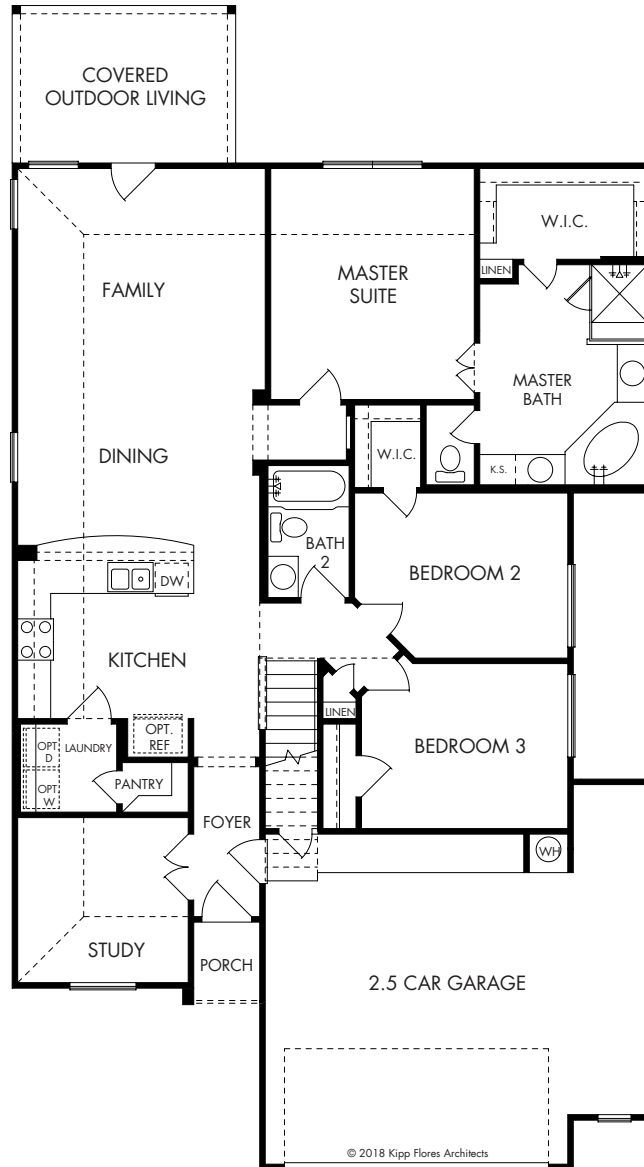 COVERED
OUTDOOR LIVING
W.I.C.
LINEN
MASTER
SUITE
FAMILY
MASTER
BATH
DINING
W.I.C.
K.S.
BATH
2
BEDROOM 2
DW
KITCHEN
LINEN
OPT.
REF
OPT
D
LAUNDRY
BEDROOM 3
PANTRY
OPT
W
FOYER
WH
STUDY
PORCH
2.5 CAR GARAGE
© 2018 Kipp Flores Architects